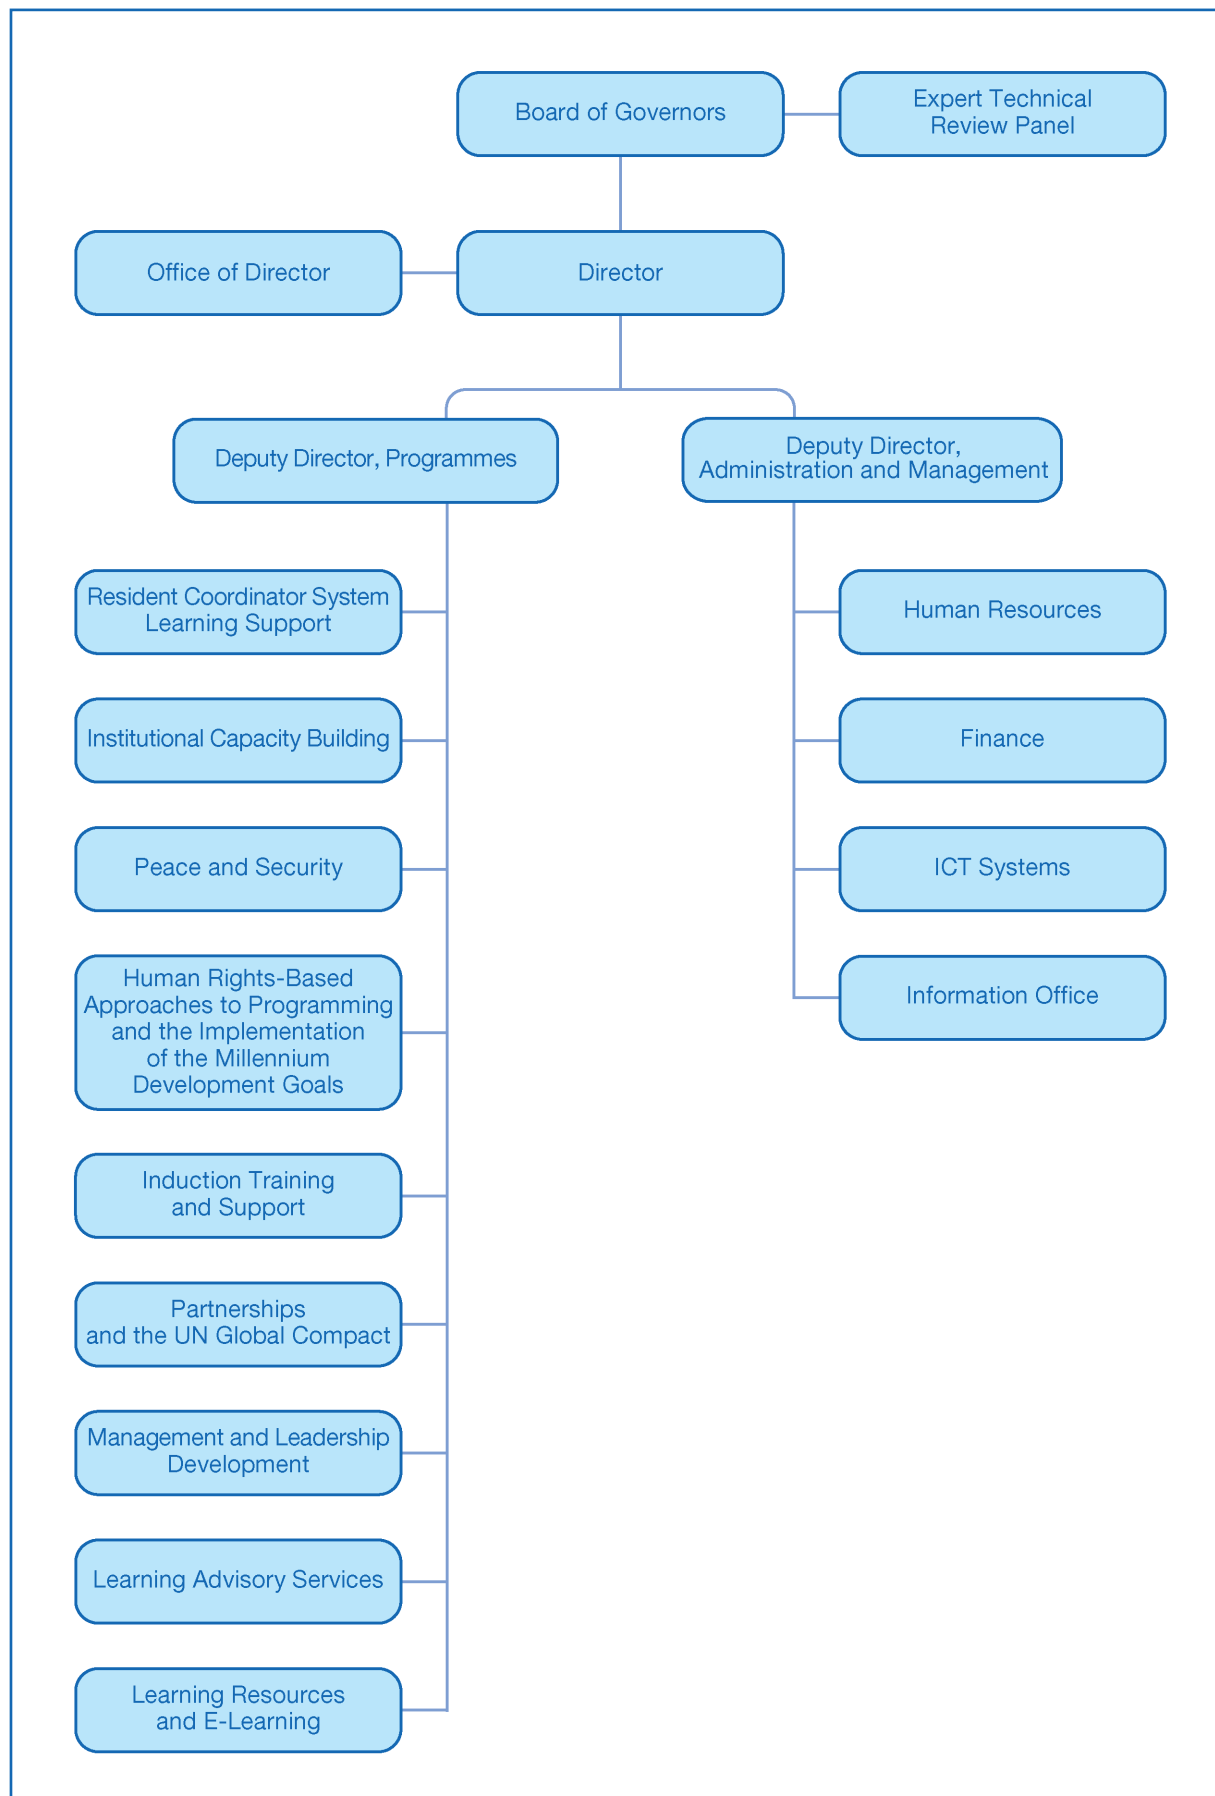 Board of Governors
Expert Technical
Review Panel
Office of Director
Director
Deputy Director, Programmes
Deputy Director,
Administration and Management
Resident Coordinator System
Learning Support
Human Resources
Institutional Capacity Building
Finance
Peace and Security
ICT Systems
Human Rights-Based
Approaches to Programming
and the Implementation
of the Millennium
Development Goals
Information Office
Induction Training
and Support
Partnerships
and the UN Global Compact
Management and Leadership
Development
Learning Advisory Services
Learning Resources
and E-Learning